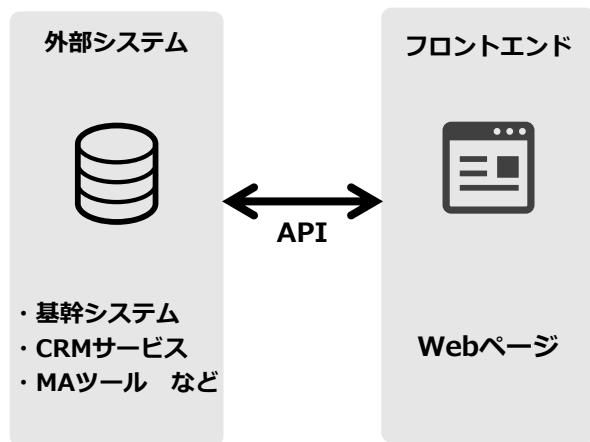 外部システム
・基幹システム
・CRMサービス
・MAツール　など
API
フロントエンド
Webページ